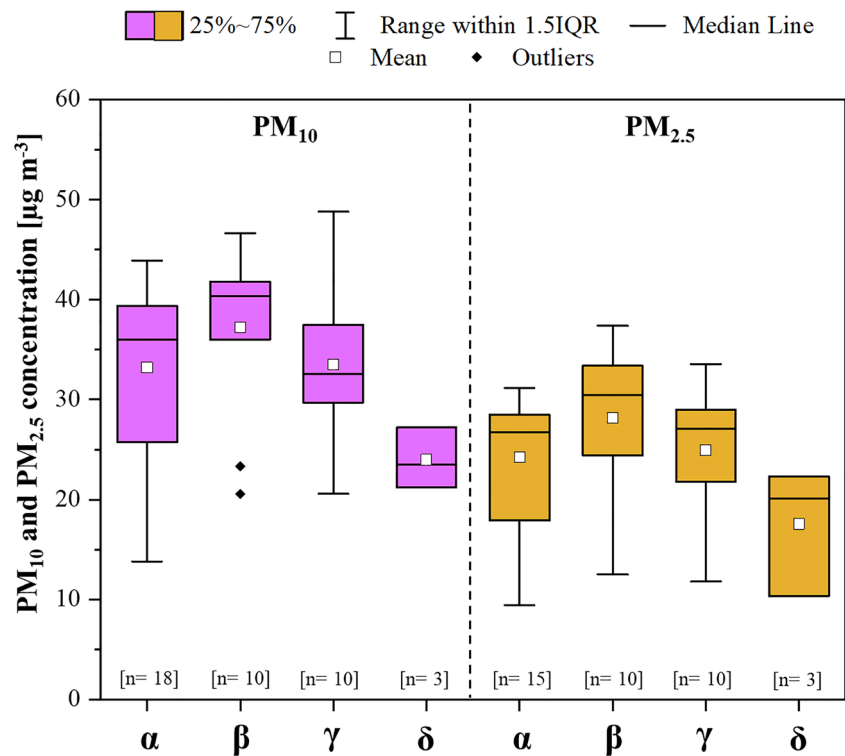 25%~75% Range within 1.5IQR Median Line
Mean Outliers
PM10 and PM2.5 concentration [µg m-3]
60
50
40
30
20
10
0
PM10 PM2.5
[n= 18] [n= 10] [n= 10] [n= 3] [n= 15] [n= 10] [n= 10] [n= 3]
α β γ δ α β γ δ